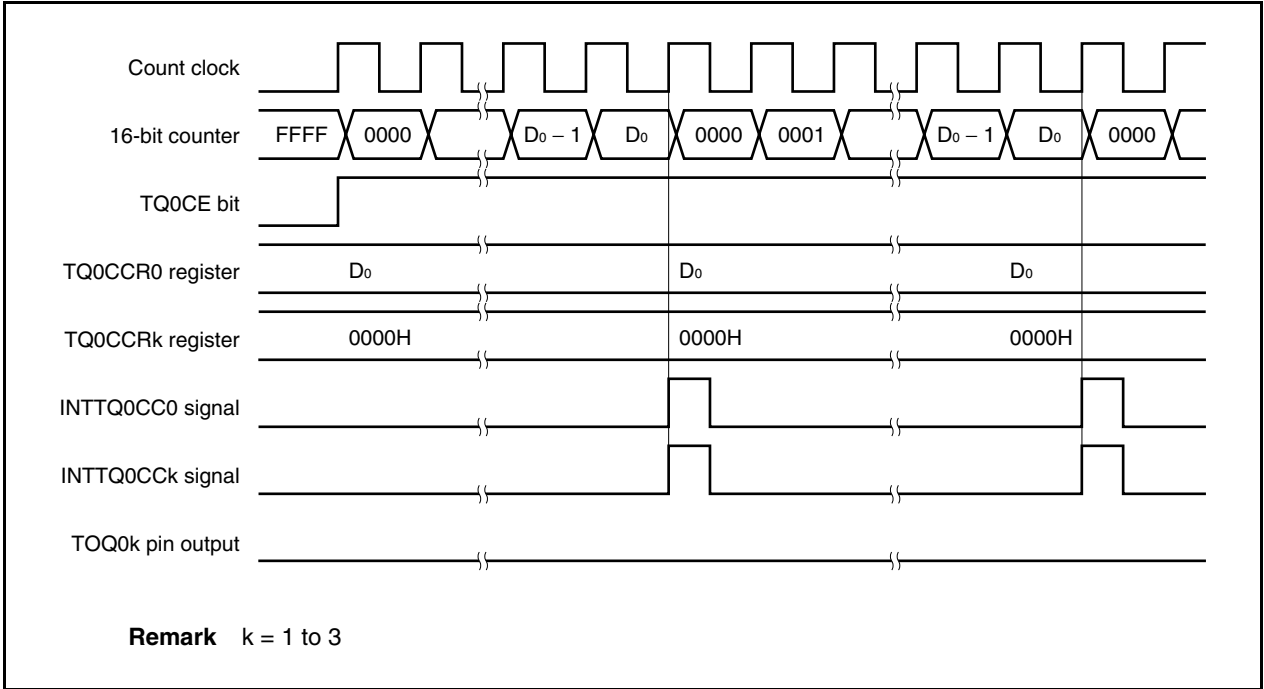 Count clock
16-bit counter FFFF 0000 D0 − 1 D0 0000 0001 D0 − 1 D0 0000
TQ0CE bit
TQ0CCR0 register D0 D0 D0
TQ0CCRk register 0000H 0000H 0000H
INTTQ0CC0 signal
INTTQ0CCk signal
TOQ0k pin output
Remark k = 1 to 3